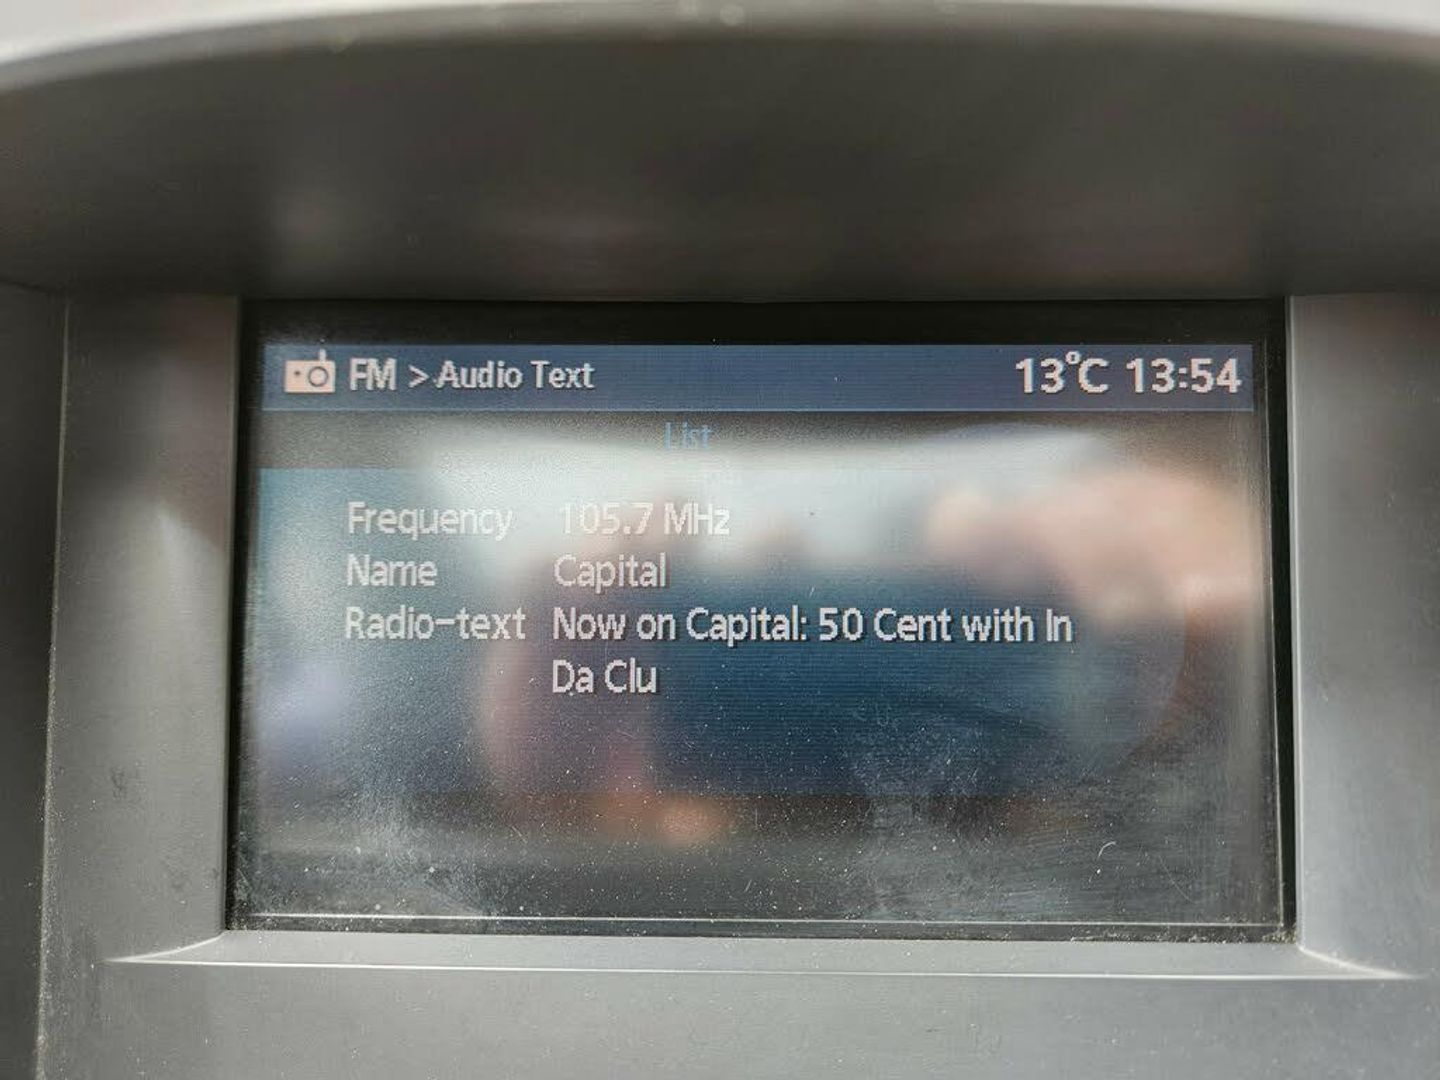 FM > Audio Text 13°C 13:54
List
Frequency 105.7 MHz
Name Capital
Radio-text Now on Capital: 50 Cent with In
Da Clu